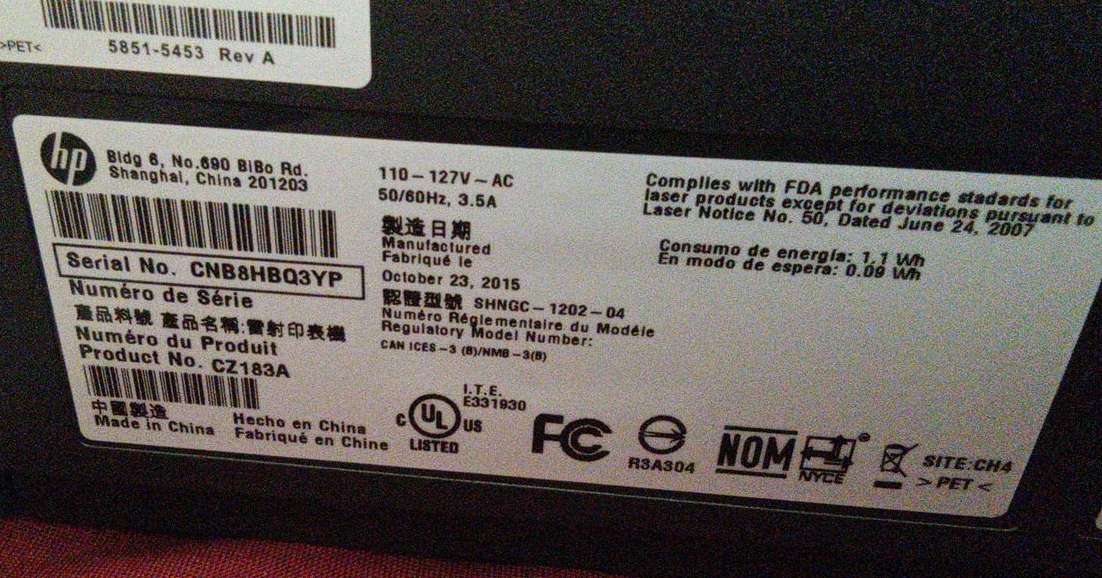 >PET<
5851-5453 Rev A
hp
Bldg 6, No.690 BiBo Rd.
Shanghai, China 201203
Serial No. CNB8HBQ3YP
Numéro de Série
產品料號 產品名稱:雷射印表機
Numéro du Produit
Product No. CZ183A
中國製造
Made in China
Hecho en China
Fabriqué en Chine
110-127V~AC
50/60Hz, 3.5A
製造日期
Manufactured
Fabriqué le
October 23, 2015
認證型號 SHNGC-1202-04
Numéro Réglementaire du Modèle
Regulatory Model Number:
CAN ICES-3 (B)/NMB-3(B)
I.T.E.
E331930
C UL US
LISTED
FC
R3A304
NOM
NYCE
Complies with FDA performance stadards for
laser products except for deviations pursuant to
Laser Notice No. 50, Dated June 24, 2007
Consumo de energía: 1.1 Wh
En modo de espera: 0.09 Wh
SITE:CH4
>PET<